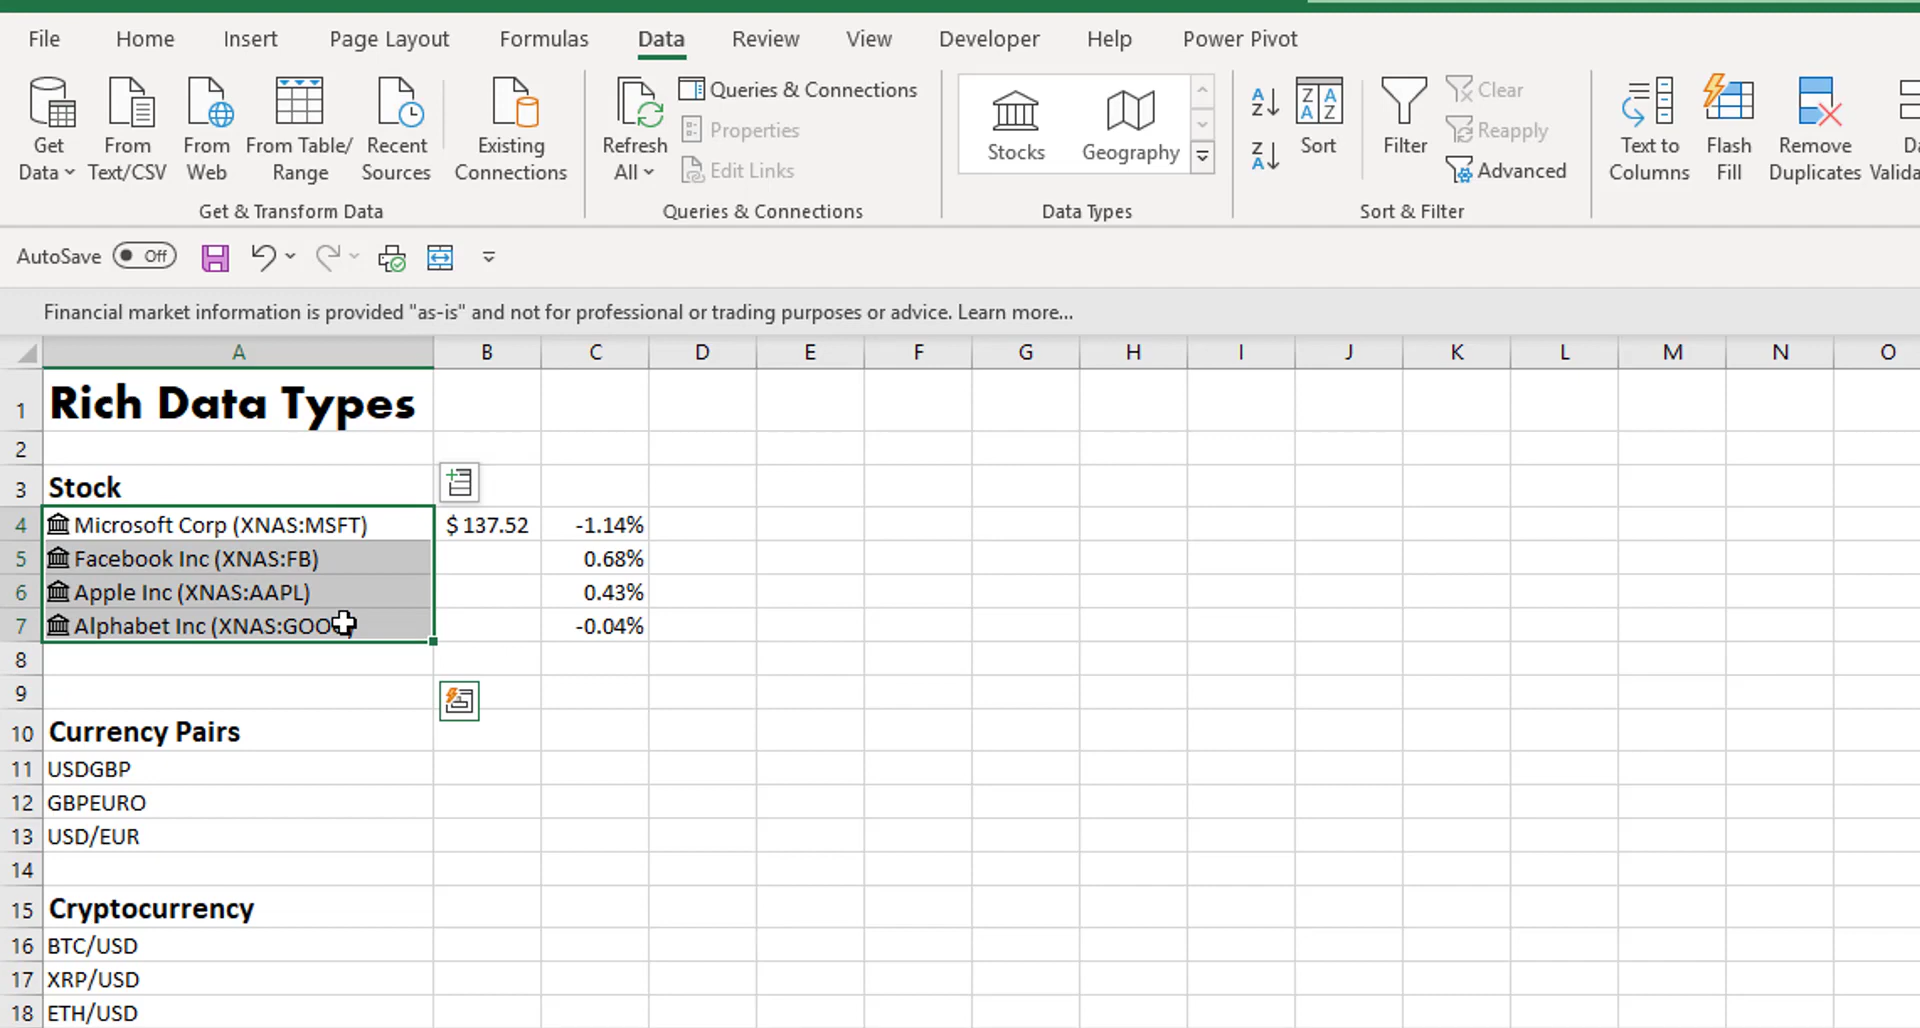 File Home Insert Page Layout Formulas Data Review View Developer Help Power Pivot
Get Data
From Text/CSV
From Web
From Table/ Range
Recent Sources
Existing Connections
Refresh All
Queries & Connections
Properties
Edit Links
Stocks
Geography
Sort
Filter
Clear
Reapply
Advanced
Text to Columns
Flash Fill
Remove Duplicates
Get & Transform Data
Queries & Connections
Data Types
Sort & Filter
AutoSave Off
Financial market information is provided "as-is" and not for professional or trading purposes or advice. Learn more...
A B C D E F G H I J K L M N O
1 Rich Data Types
2
3 Stock
4 Microsoft Corp (XNAS:MSFT) $ 137.52 -1.14%
5 Facebook Inc (XNAS:FB) 0.68%
6 Apple Inc (XNAS:AAPL) 0.43%
7 Alphabet Inc (XNAS:GOO -0.04%
8
9
10 Currency Pairs
11 USDGBP
12 GBPEURO
13 USD/EUR
14
15 Cryptocurrency
16 BTC/USD
17 XRP/USD
18 ETH/USD